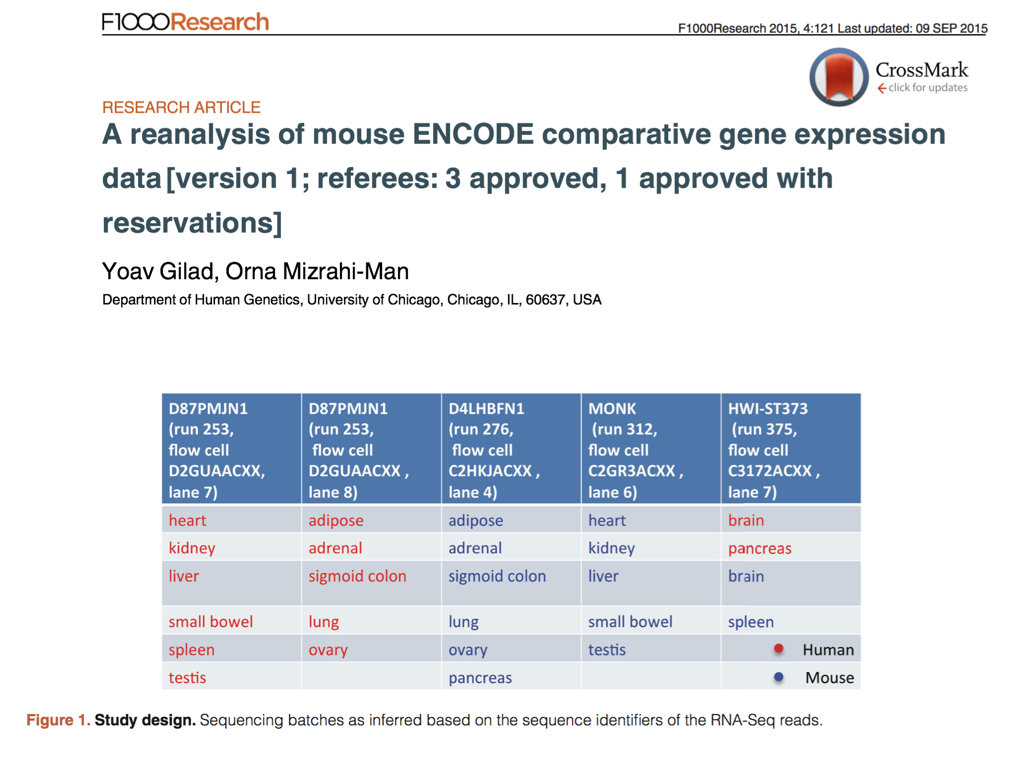 F1000Research
F1000Research 2015, 4:121 Last updated: 09 SEP 2015
CrossMark
click for updates
RESEARCH ARTICLE
A reanalysis of mouse ENCODE comparative gene expression
data [version 1; referees: 3 approved, 1 approved with
reservations]
Yoav Gilad, Orna Mizrahi-Man
Department of Human Genetics, University of Chicago, Chicago, IL, 60637, USA
D87PMJN1 D87PMJN1 D4LHBFN1 MONK HWI-ST373
(run 253, (run 253, (run 276, (run 312, (run 375,
flow cell flow cell flow cell flow cell flow cell
D2GUAACXX, D2GUAACXX , C2HKJACXX , C2GR3ACXX , C3172ACXX ,
lane 7) lane 8) lane 4) lane 6) lane 7)
heart adipose adipose heart brain
kidney adrenal adrenal kidney pancreas
liver sigmoid colon sigmoid colon liver brain
small bowel lung lung small bowel spleen
spleen ovary ovary testis Human
testis pancreas Mouse
Figure 1. Study design. Sequencing batches as inferred based on the sequence identifiers of the RNA-Seq reads.